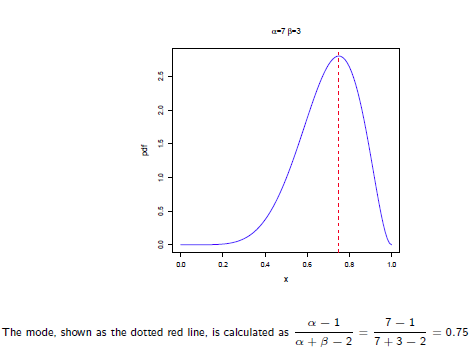 α=7 β=3
pdf
2.5
2.0
1.5
1.0
0.5
0.0
0.0 0.2 0.4 0.6 0.8 1.0
x
The mode, shown as the dotted red line, is calculated as α − 1 / α + β − 2 = 7 − 1 / 7 + 3 − 2 = 0.75